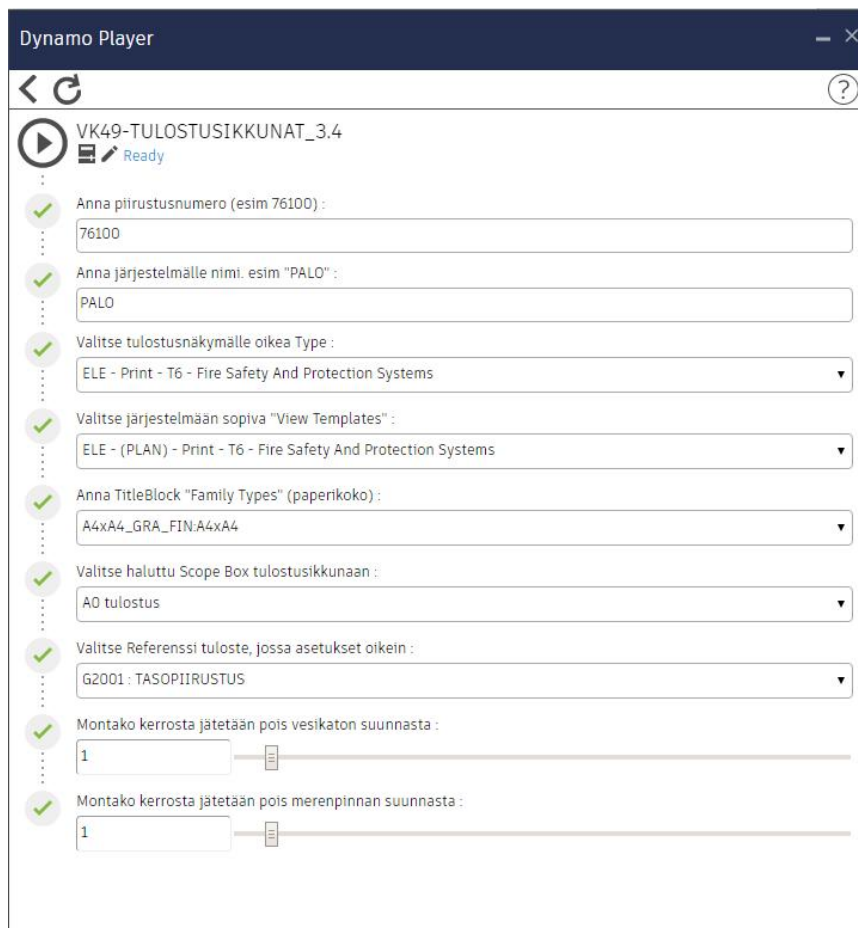 Dynamo Player
?
VK49-TULOSTUSIKKUNAT_3.4
Ready
Anna piirustusnumero (esim 76100) :
76100
Anna järjestelmälle nimi. esim "PALO" :
PALO
Valitse tulostusnäkymälle oikea Type :
ELE - Print - T6 - Fire Safety And Protection Systems
Valitse järjestelmään sopiva "View Templates" :
ELE - (PLAN) - Print - T6 - Fire Safety And Protection Systems
Anna TitleBlock "Family Types" (paperikoko) :
A4xA4_GRA_FIN:A4xA4
Valitse haluttu Scope Box tulostusikkunaan :
A0 tulostus
Valitse Referenssi tuloste, jossa asetukset oikein :
G2001 : TASOPIIRUSTUS
Montako kerrosta jätetään pois vesikaton suunnasta :
1
Montako kerrosta jätetään pois merenpinnan suunnasta :
1